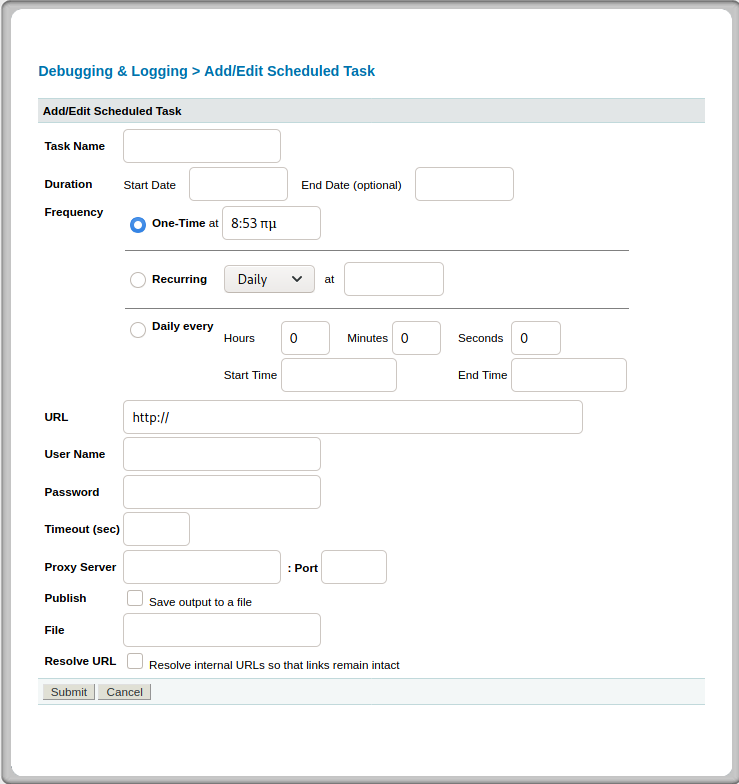 Debugging & Logging > Add/Edit Scheduled Task
Add/Edit Scheduled Task
Task Name
Duration Start Date End Date (optional)
Frequency
One-Time at 8:53 πμ
Recurring Daily at
Daily every
Hours 0 Minutes 0 Seconds 0
Start Time End Time
URL http://
User Name
Password
Timeout (sec)
Proxy Server : Port
Publish Save output to a file
File
Resolve URL Resolve internal URLs so that links remain intact
Submit Cancel